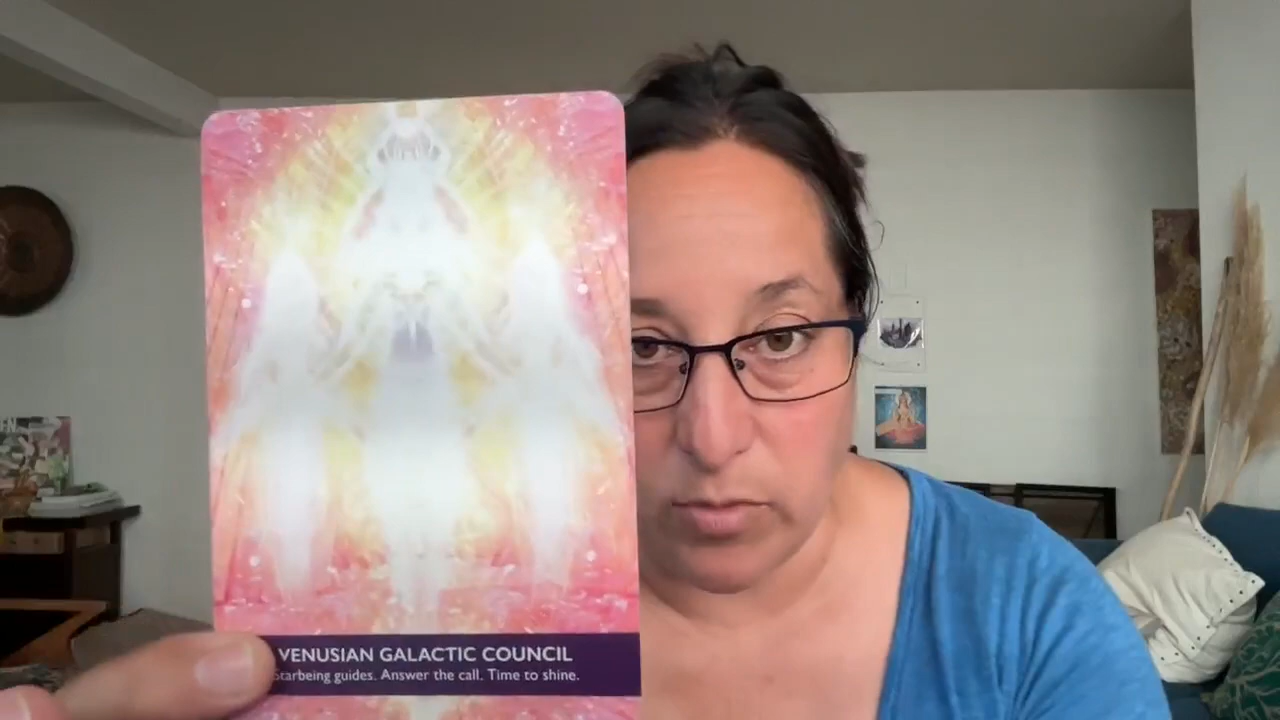 VENUSIAN GALACTIC COUNCIL
Starbeing guides. Answer the call. Time to shine.